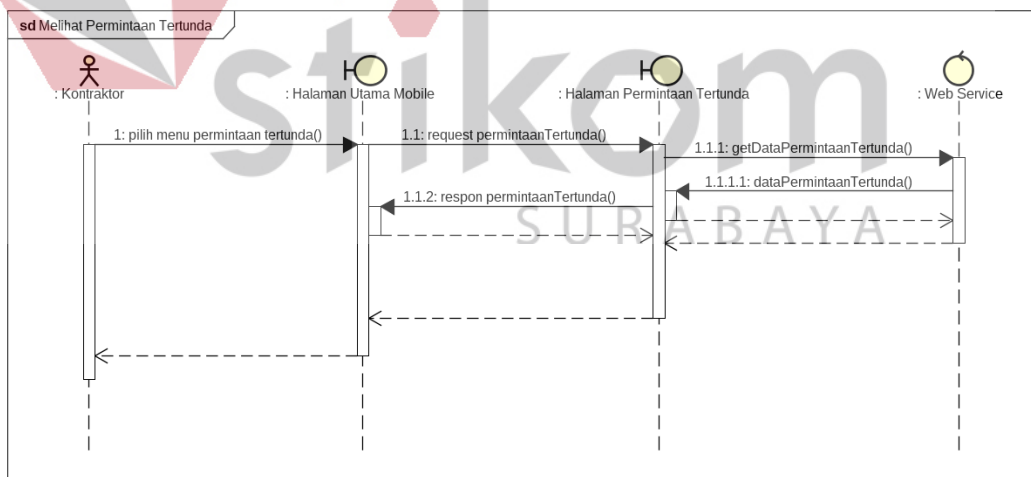 sd Melihat Permintaan Tertunda
: Kontraktor
: Halaman Utama Mobile
: Halaman Permintaan Tertunda
: Web Service
1: pilih menu permintaan tertunda()
1.1: request permintaanTertunda()
1.1.1: getDataPermintaanTertunda()
1.1.1.1: dataPermintaanTertunda()
1.1.2: respon permintaanTertunda()
stikom
SURABAYA